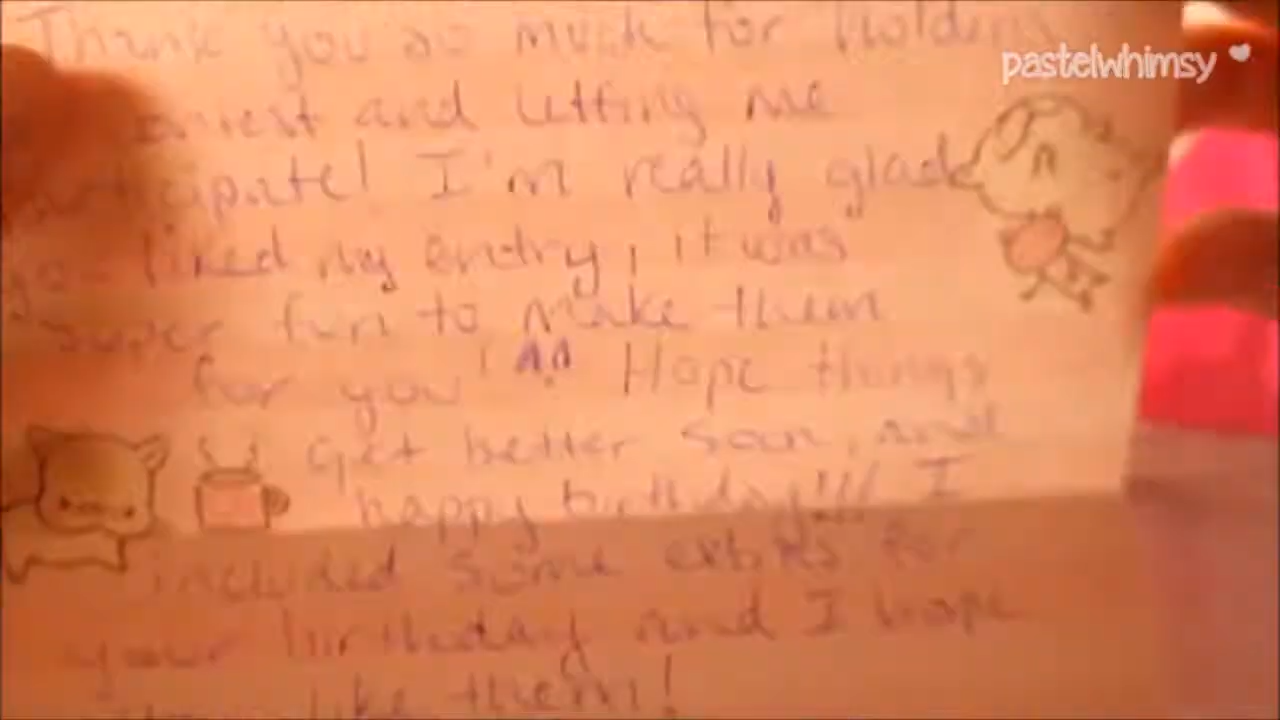 Thank you so much for holding
pastelwhimsy
and letting me
participate! I'm really glad
you liked my entry, it was
super fun to make them
for you! ^.^ Hope things
get better soon, and
happy birthday!!! I
included some extras for
your birthday and I hope
you like them!